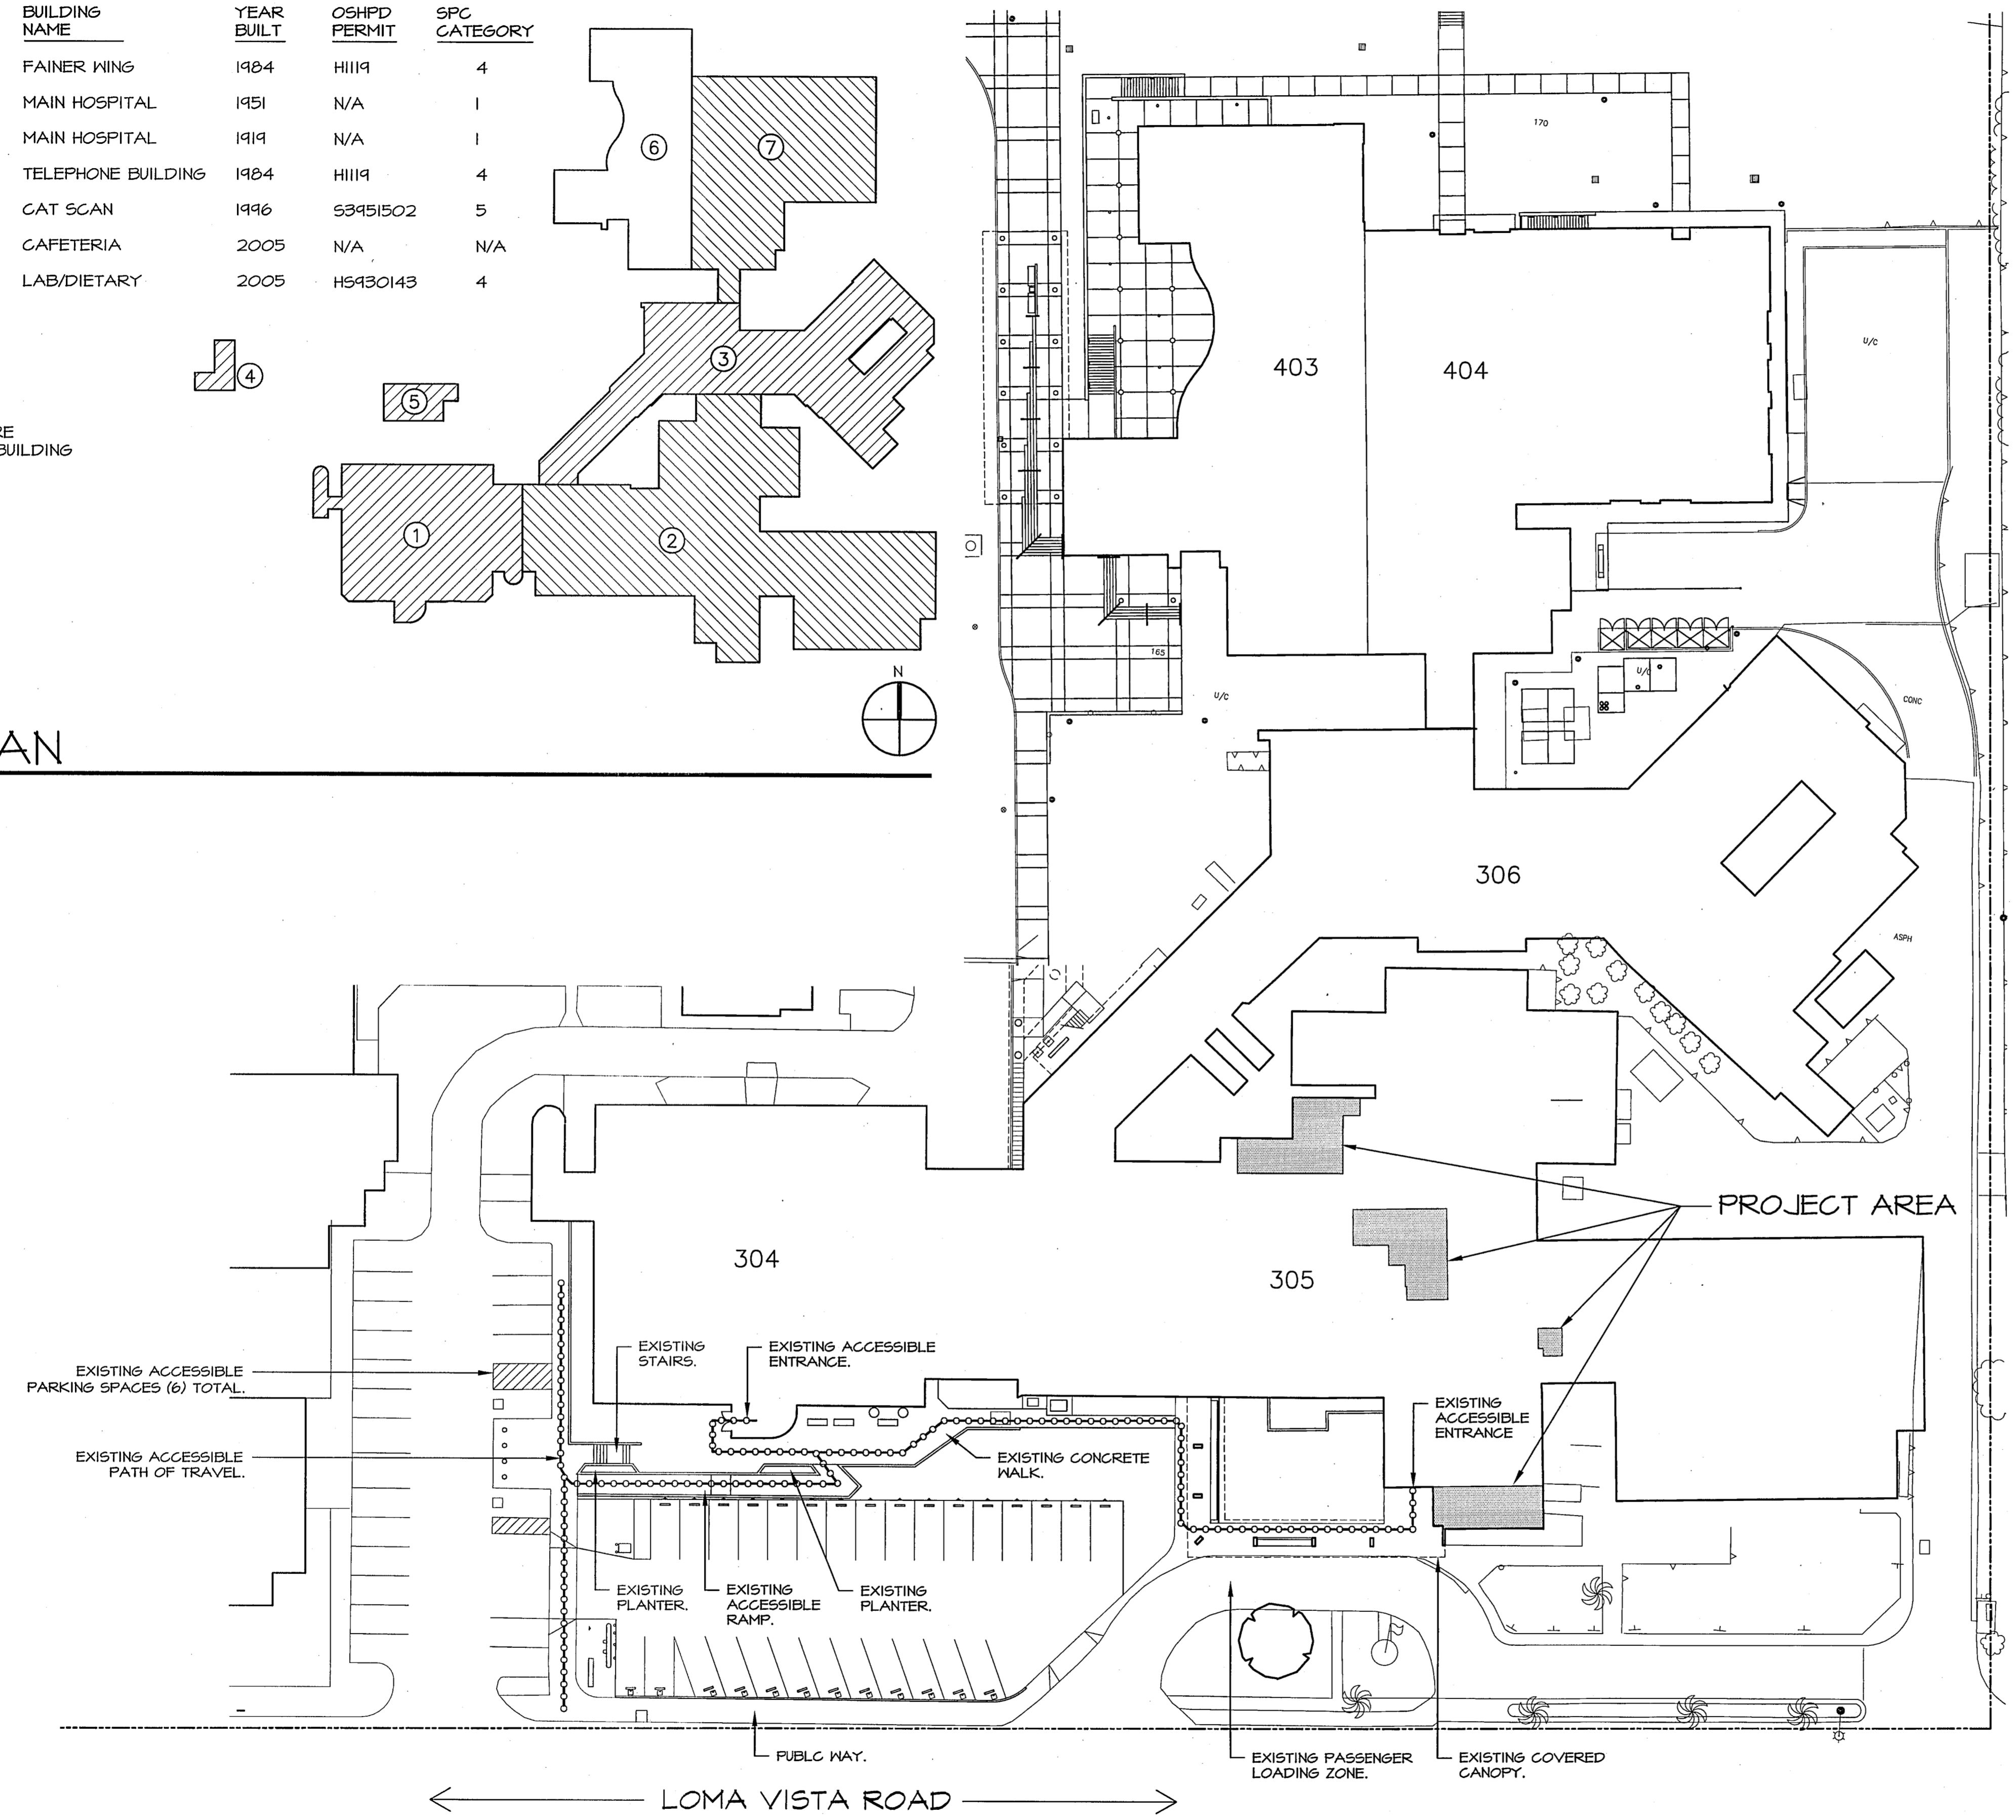 BUILDING NAME YEAR BUILT OSHPD PERMIT SPC CATEGORY
FAINER WING 1984 H1119 4
MAIN HOSPITAL 1951 N/A 1
MAIN HOSPITAL 1919 N/A 1
TELEPHONE BUILDING 1984 H1119 4
CAT SCAN 1996 S3951502 5
CAFETERIA 2005 N/A N/A
LAB/DIETARY 2005 HS930143 4
6
7
3
4
5
RE
BUILDING
1
2
N
AN
170
403
404
U/C
165
U/C
U/C
CONC
306
ASPH
PROJECT AREA
304
305
EXISTING
STAIRS.
EXISTING ACCESSIBLE
ENTRANCE.
EXISTING ACCESSIBLE
PARKING SPACES (6) TOTAL.
EXISTING
ACCESSIBLE
ENTRANCE
EXISTING ACCESSIBLE
PATH OF TRAVEL.
EXISTING CONCRETE
WALK.
EXISTING
PLANTER.
EXISTING
ACCESSIBLE
RAMP.
EXISTING
PLANTER.
PUBLC WAY.
EXISTING PASSENGER
LOADING ZONE.
EXISTING COVERED
CANOPY.
LOMA VISTA ROAD